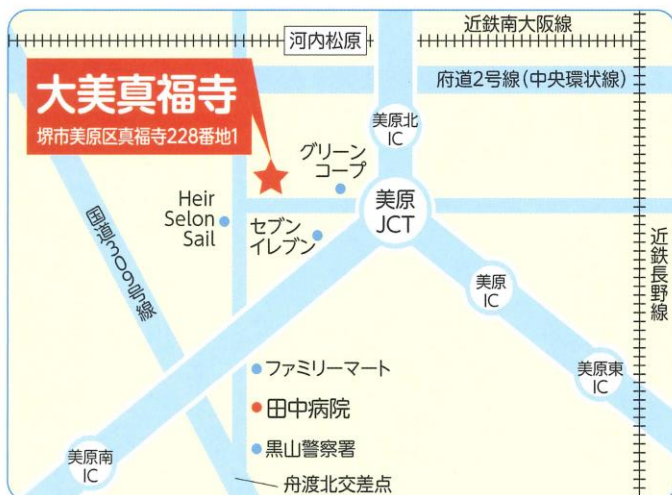 近鉄南大阪線
河内松原
府道2号線(中央環状線)
大美真福寺
堺市美原区真福寺228番地1
美原北
IC
グリーン
コープ
美原
JCT
Heir
Selon
Sail
セブン
イレブン
国道309号線
近鉄長野線
美原
IC
ファミリーマート
美原東
IC
田中病院
黒山警察署
美原南
IC
舟渡北交差点